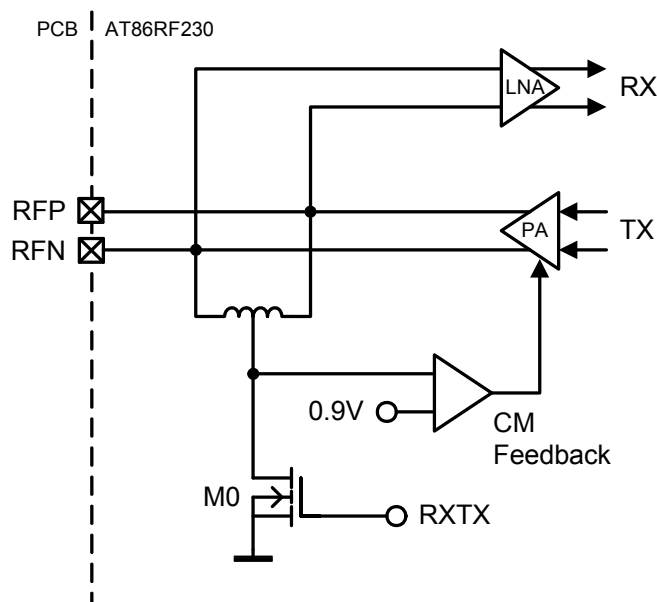 PCB
AT86RF230
LNA
RX
RFP
RFN
PA
TX
0.9V
CM
Feedback
M0
RXTX